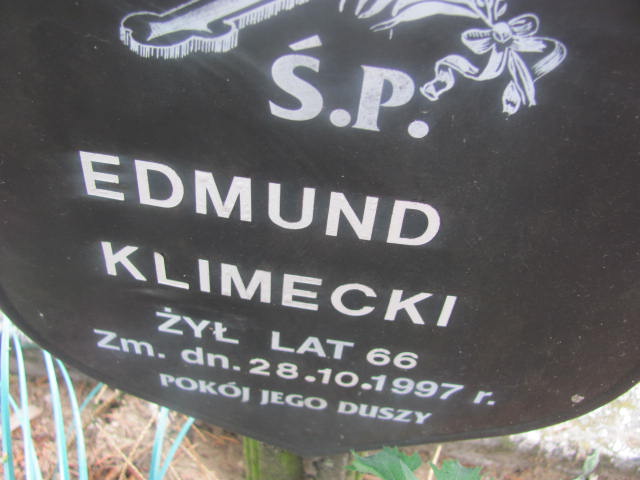 Ś.P.
EDMUND
KLIMECKI
ŻYŁ LAT 66
Zm. dn. 28.10.1997 r.
POKÓJ JEGO DUSZY